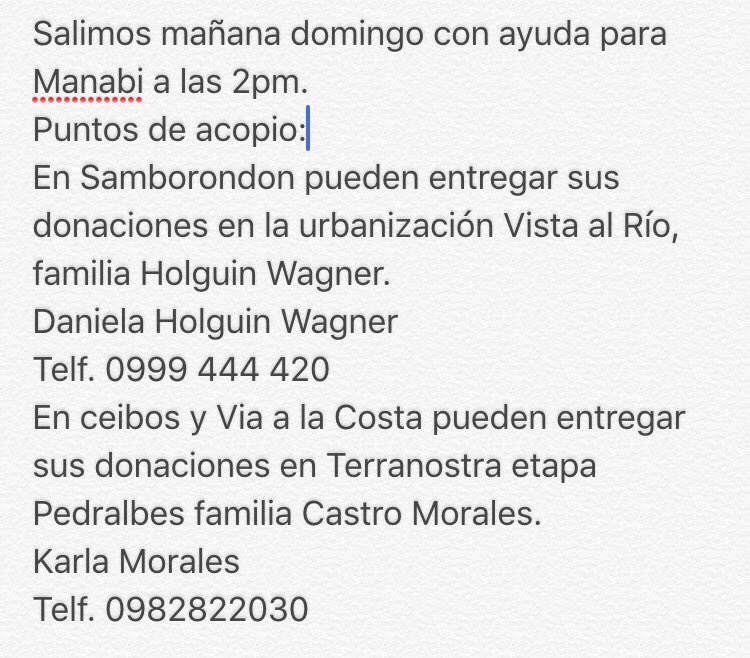 Salimos mañana domingo con ayuda para
Manabi a las 2pm.
Puntos de acopio:
En Samborondon pueden entregar sus
donaciones en la urbanización Vista al Río,
familia Holguin Wagner.
Daniela Holguin Wagner
Telf. 0999 444 420
En ceibos y Via a la Costa pueden entregar
sus donaciones en Terranostra etapa
Pedralbes familia Castro Morales.
Karla Morales
Telf. 0982822030